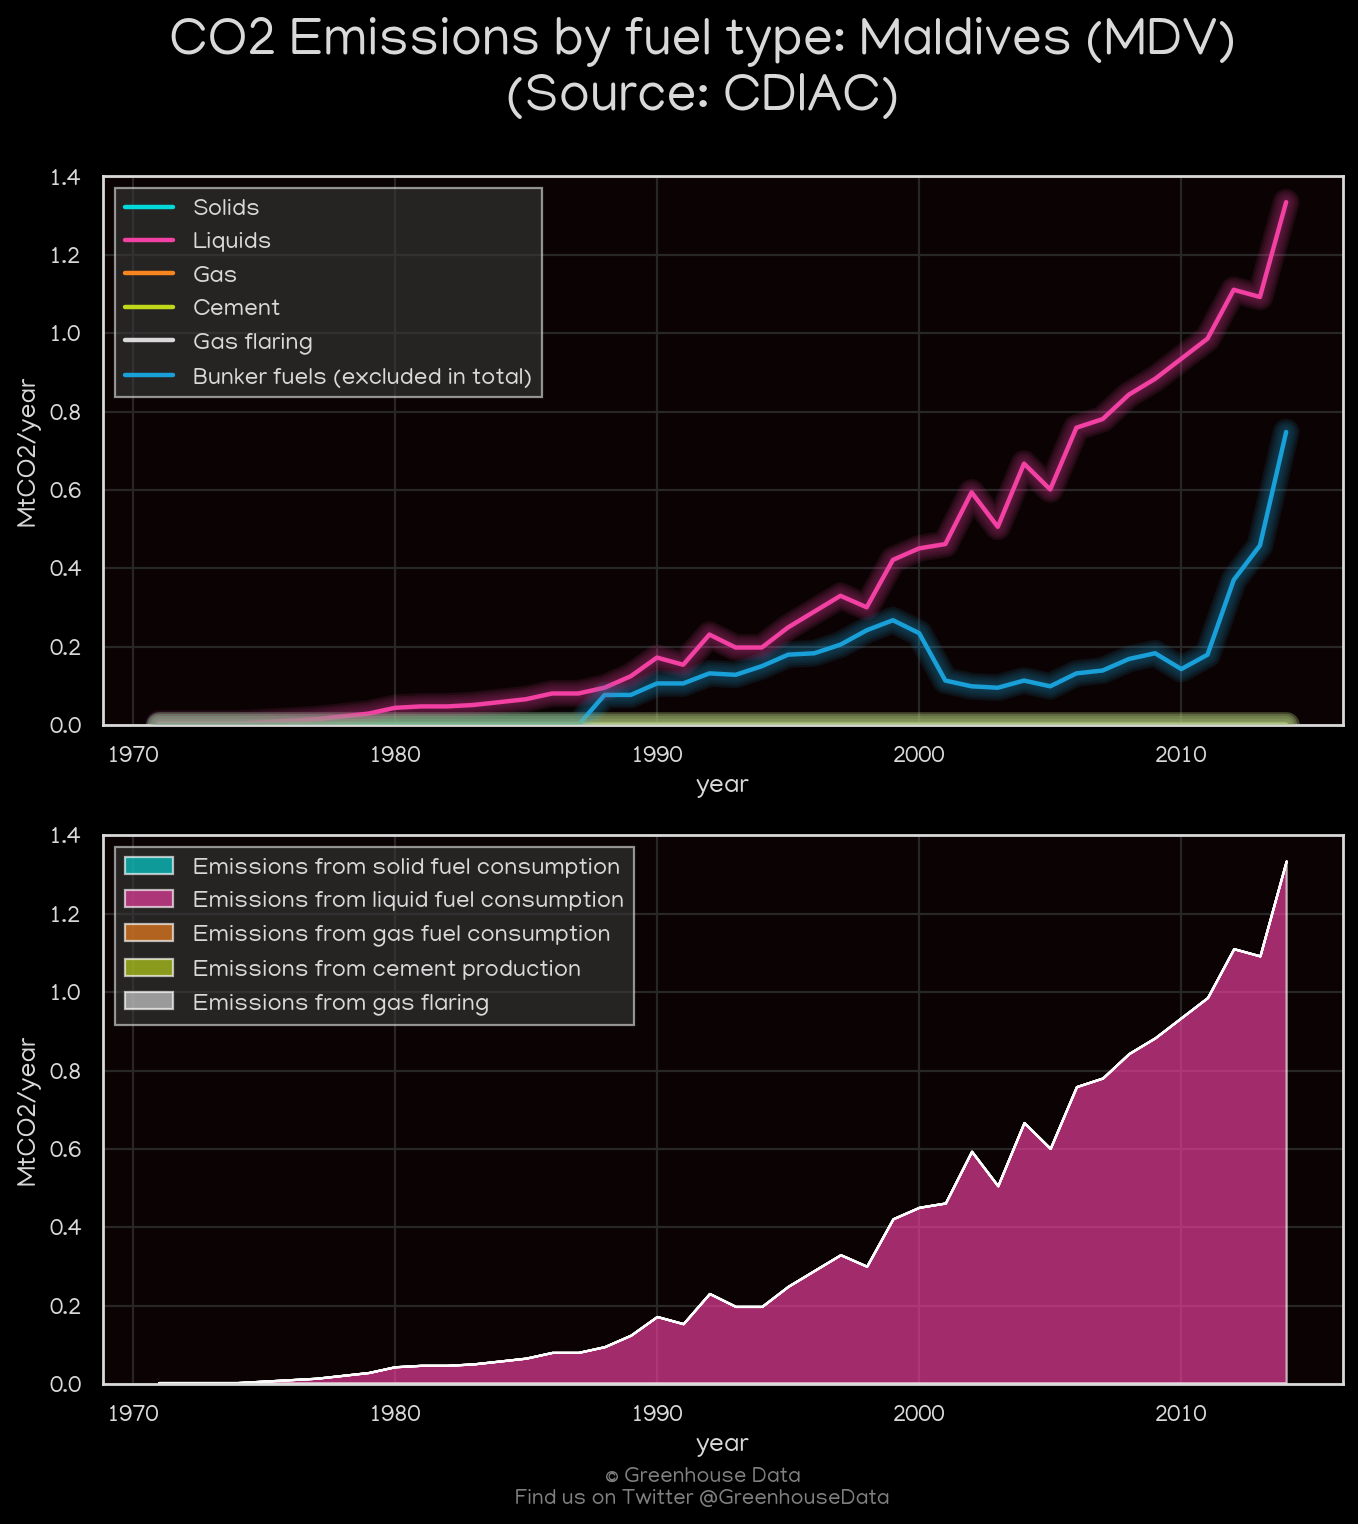 CO2 Emissions by fuel type: Maldives (MDV)
(Source: CDIAC)
1.4
1.2
1.0
0.8
0.6
0.4
0.2
0.0
MtCO2/year
Solids
Liquids
Gas
Cement
Gas flaring
Bunker fuels (excluded in total)
1970
1980
1990
2000
2010
year
1.4
1.2
1.0
0.8
0.6
0.4
0.2
0.0
MtCO2/year
Emissions from solid fuel consumption
Emissions from liquid fuel consumption
Emissions from gas fuel consumption
Emissions from cement production
Emissions from gas flaring
1970
1980
1990
2000
2010
year
© Greenhouse Data
Find us on Twitter @GreenhouseData